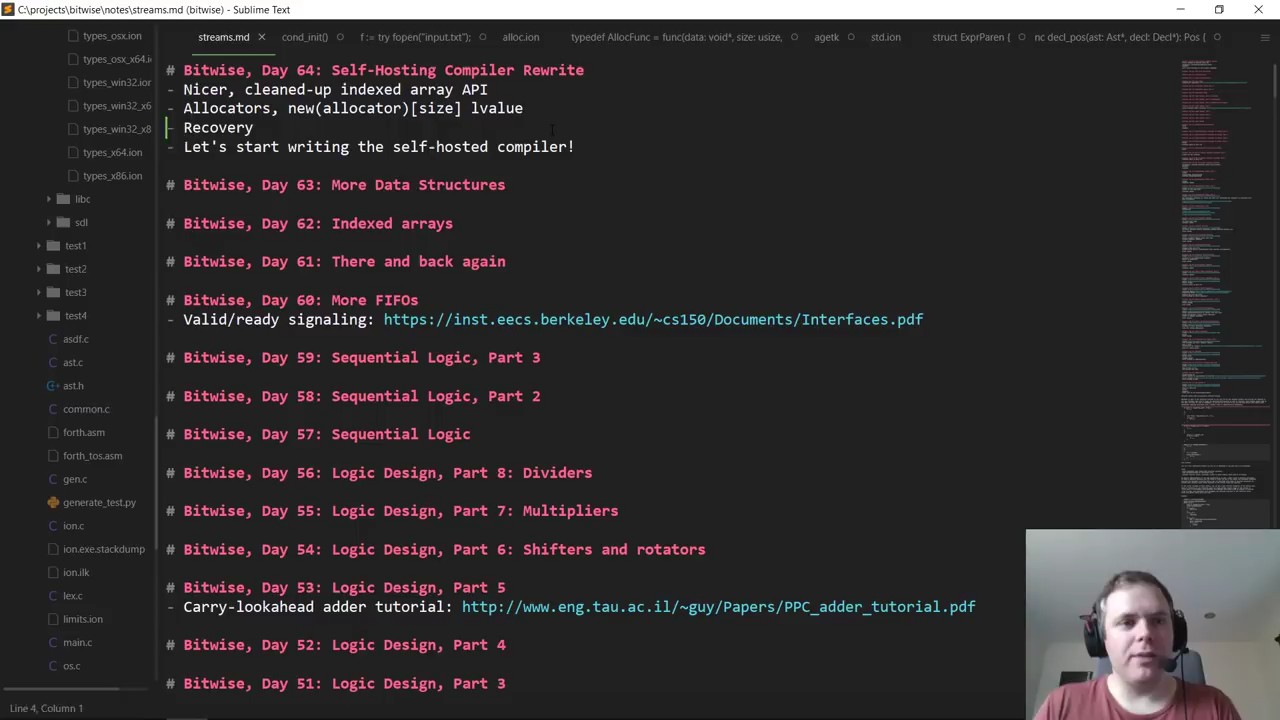 C:\projects\bitwise\notes\streams.md (bitwise) - Sublime Text
streams.md
cond_init()
f := try fopen("input.txt");
alloc.ion
typedef AllocFunc = func(data: void*, size: usize,
agetk
std.ion
struct ExprParen {
nc decl_pos(ast: Ast*, decl: Decl*): Pos {
types_osx.ion
types_osx_x64.i
types_win32.ior
types_win32_x6
types_win32_x8
types_x64.ion
types_x86.ion
libc
sdl
test1
test2
test3
test4
asdf.c
ast.c
ast.h
common.c
forth.asm
forth_tos.asm
gen.c
generate_test.py
ion.c
ion.exe.stackdump
ion.ilk
lex.c
limits.ion
main.c
os.c
# Bitwise, Day 64: Self-Hosting Compiler Rewrite
- Nicer, cleaned-up indexed array API
- Allocators, new(allocator)[size] lvalue
- Recovery
- Let's start writing the self-hosted compiler!
# Bitwise, Day 63: More Data Structures
# Bitwise, Day 62: Indexed arrays
# Bitwise, Day 61: There and back again
# Bitwise, Day 60: More FIFOs
- Valid/ready signaling: https://inst.eecs.berkeley.edu/~cs150/Documents/Interfaces.pdf
# Bitwise, Day 59: Sequential Logic, Part 3
# Bitwise, Day 58: Sequential Logic, Part 2
# Bitwise, Day 57: Sequential Logic
# Bitwise, Day 56: Logic Design, Part 8: Dividers
# Bitwise, Day 55: Logic Design, Part 7: Multipliers
# Bitwise, Day 54: Logic Design, Part 6: Shifters and rotators
# Bitwise, Day 53: Logic Design, Part 5
- Carry-lookahead adder tutorial: http://www.eng.tau.ac.il/~guy/Papers/PPC_adder_tutorial.pdf
# Bitwise, Day 52: Logic Design, Part 4
# Bitwise, Day 51: Logic Design, Part 3
Line 4, Column 1